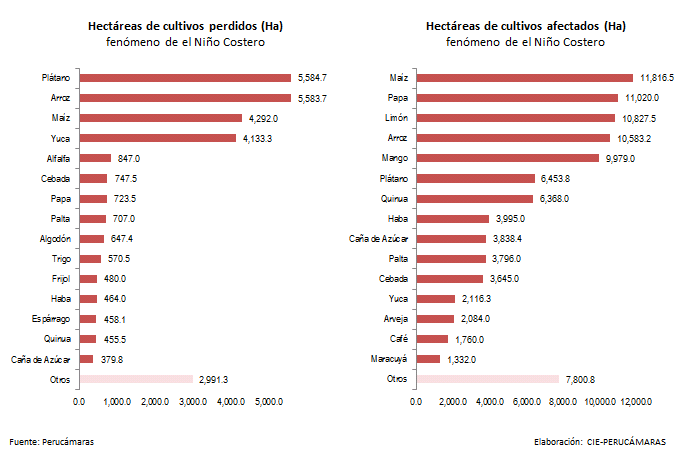 Hectáreas de cultivos perdidos (Ha)
fenómeno de el Niño Costero
Plátano 5,584.7
Arroz 5,583.7
Maíz 4,292.0
Yuca 4,133.3
Alfalfa 847.0
Cebada 747.5
Papa 723.5
Palta 707.0
Algodón 647.4
Trigo 570.5
Frijol 480.0
Haba 464.0
Espárrago 458.1
Quinua 455.5
Caña de Azúcar 379.8
Otros 2,991.3
0.0 1,000.0 2,000.0 3,000.0 4,000.0 5,000.0
Hectáreas de cultivos afectados (Ha)
fenómeno de el Niño Costero
Maíz 11,816.5
Papa 11,020.0
Limón 10,827.5
Arroz 10,583.2
Mango 9,979.0
Plátano 6,453.8
Quinua 6,368.0
Haba 3,995.0
Caña de Azúcar 3,838.4
Palta 3,796.0
Cebada 3,645.0
Yuca 2,116.3
Arveja 2,084.0
Café 1,760.0
Maracuyá 1,332.0
Otros 7,800.8
0.0 2,000.0 4,000.0 6,000.0 8,000.0 10,000.0 12,000.0
Fuente: Perucámaras
Elaboración: CIE-PERUCÁMARAS